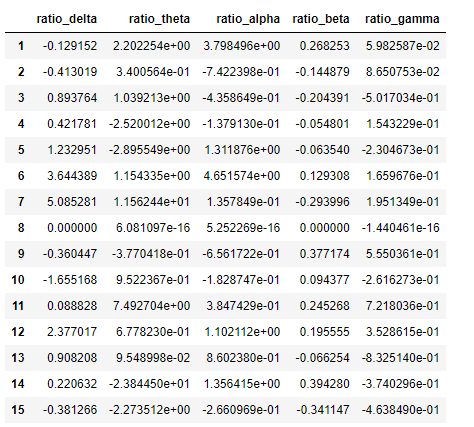 ratio_delta ratio_theta ratio_alpha ratio_beta ratio_gamma
1 -0.129152 2.202254e+00 3.798496e+00 0.268253 5.982587e-02
2 -0.413019 3.400564e-01 -7.422398e-01 -0.144879 8.650753e-02
3 0.893764 1.039213e+00 -4.358649e-01 -0.204391 -5.017034e-01
4 0.421781 -2.520012e+00 -1.379130e-01 -0.054801 1.543229e-01
5 1.232951 -2.895549e+00 1.311876e+00 -0.063540 -2.304673e-01
6 3.644389 1.154335e+00 4.651574e+00 0.129308 1.659676e-01
7 5.085281 1.156244e+01 1.357849e-01 -0.293996 1.951349e-01
8 0.000000 6.081097e-16 5.252269e-16 0.000000 -1.440461e-16
9 -0.360447 -3.770418e-01 -6.561722e-01 0.377174 5.550361e-01
10 -1.655168 9.522367e-01 -1.828747e-01 0.094377 -2.616273e-01
11 0.088828 7.492704e+00 3.847429e-01 0.245268 7.218036e-01
12 2.377017 6.778230e-01 1.102112e+00 0.195555 3.528615e-01
13 0.908208 9.548998e-02 8.602380e-01 -0.066254 -8.325140e-01
14 0.220632 -2.384450e+01 1.356415e+00 0.394280 -3.740296e-01
15 -0.381266 -2.273512e+00 -2.660969e-01 -0.341147 -4.638490e-01